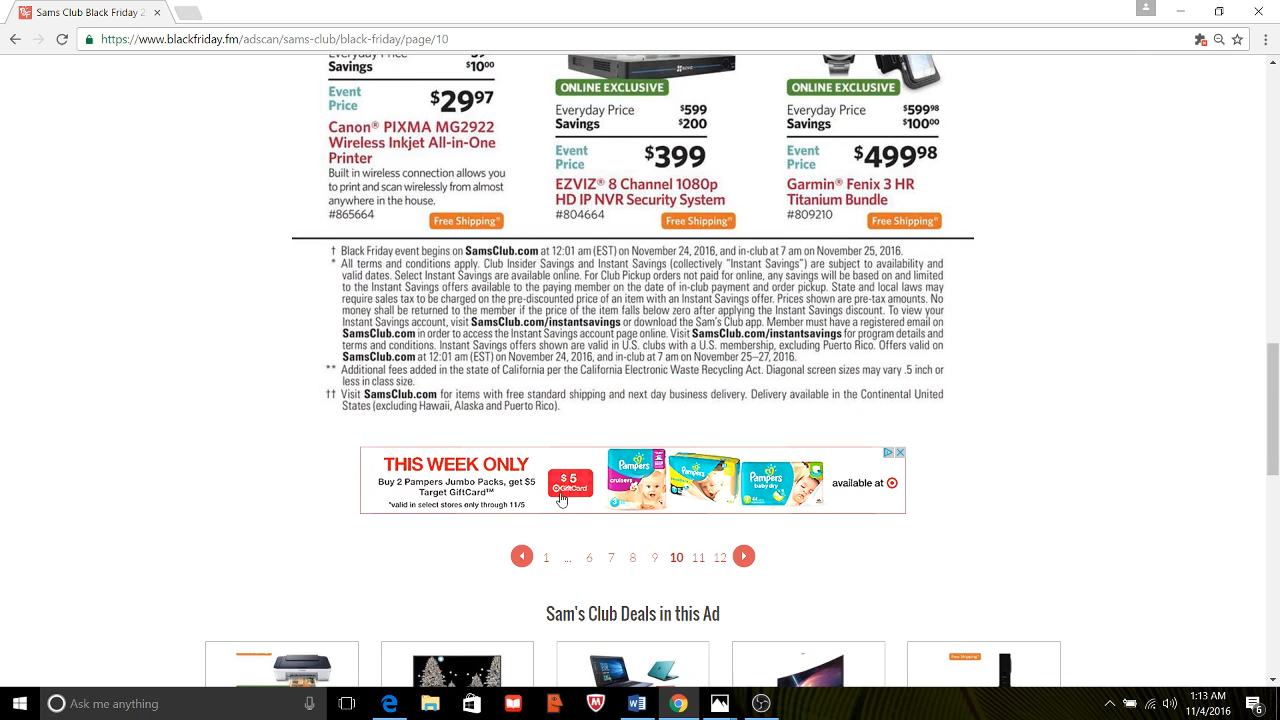 Sams Club Black Friday 2
https://www.blackfriday.fm/adscan/sams-club/black-friday/page/10
Everyday Price
Savings $10⁰⁰
Event Price $29⁹⁷
Canon® PIXMA MG2922
Wireless Inkjet All-in-One
Printer
Built in wireless connection allows you
to print and scan wirelessly from almost
anywhere in the house.
#865664
Free Shipping††
EZVIZ
ONLINE EXCLUSIVE
Everyday Price $599
Savings $200
Event Price $399
EZVIZ® 8 Channel 1080p
HD IP NVR Security System
#804664
Free Shipping††
ONLINE EXCLUSIVE
Everyday Price $599⁹⁸
Savings $100⁰⁰
Event Price $499⁹⁸
Garmin® Fenix 3 HR
Titanium Bundle
#809210
Free Shipping††
† Black Friday event begins on SamsClub.com at 12:01 am (EST) on November 24, 2016, and in-club at 7 am on November 25, 2016.
* All terms and conditions apply. Club Insider Savings and Instant Savings (collectively "Instant Savings") are subject to availability and
valid dates. Select Instant Savings are available online. For Club Pickup orders not paid for online, any savings will be based on and limited
to the Instant Savings offers available to the paying member on the date of in-club payment and order pickup. State and local laws may
require sales tax to be charged on the pre-discounted price of an item with an Instant Savings offer. Prices shown are pre-tax amounts. No
money shall be returned to the member if the price of the item falls below zero after applying the Instant Savings discount. To view your
Instant Savings account, visit SamsClub.com/instantsavings or download the Sam's Club app. Member must have a registered email on
SamsClub.com in order to access the Instant Savings account page online. Visit SamsClub.com/instantsavings for program details and
terms and conditions. Instant Savings offers shown are valid in U.S. clubs with a U.S. membership, excluding Puerto Rico. Offers valid on
SamsClub.com at 12:01 am (EST) on November 24, 2016, and in-club at 7 am on November 25–27, 2016.
** Additional fees added in the state of California per the California Electronic Waste Recycling Act. Diagonal screen sizes may vary .5 inch or
less in class size.
†† Visit SamsClub.com for items with free standard shipping and next day business delivery. Delivery available in the Continental United
States (excluding Hawaii, Alaska and Puerto Rico).
THIS WEEK ONLY
Buy 2 Pampers Jumbo Packs, get $5
Target GiftCard™
*valid in select stores only through 11/5
$5
GiftCard
Pampers
cruisers
Pampers
Pampers
baby dry
available at
1 ... 6 7 8 9 10 11 12
Sam's Club Deals in this Ad
Free Shipping
Ask me anything
1:13 AM
11/4/2016
6